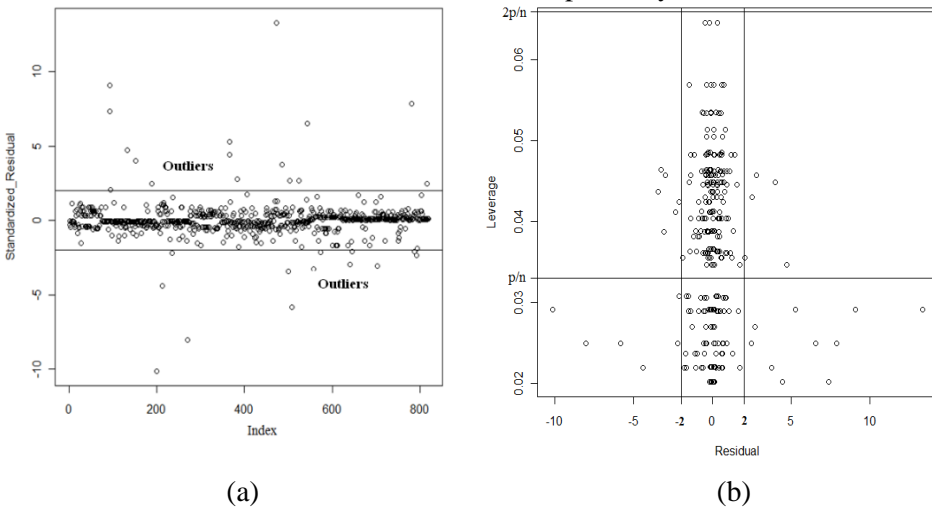 Standardized_Residual
10
5
0
-5
-10
Outliers
Outliers
0
200
400
600
800
Index
(a)
2p/n
0.06
0.05
0.04
p/n
0.03
0.02
Leverage
-10
-5
-2
0
2
5
10
Residual
(b)